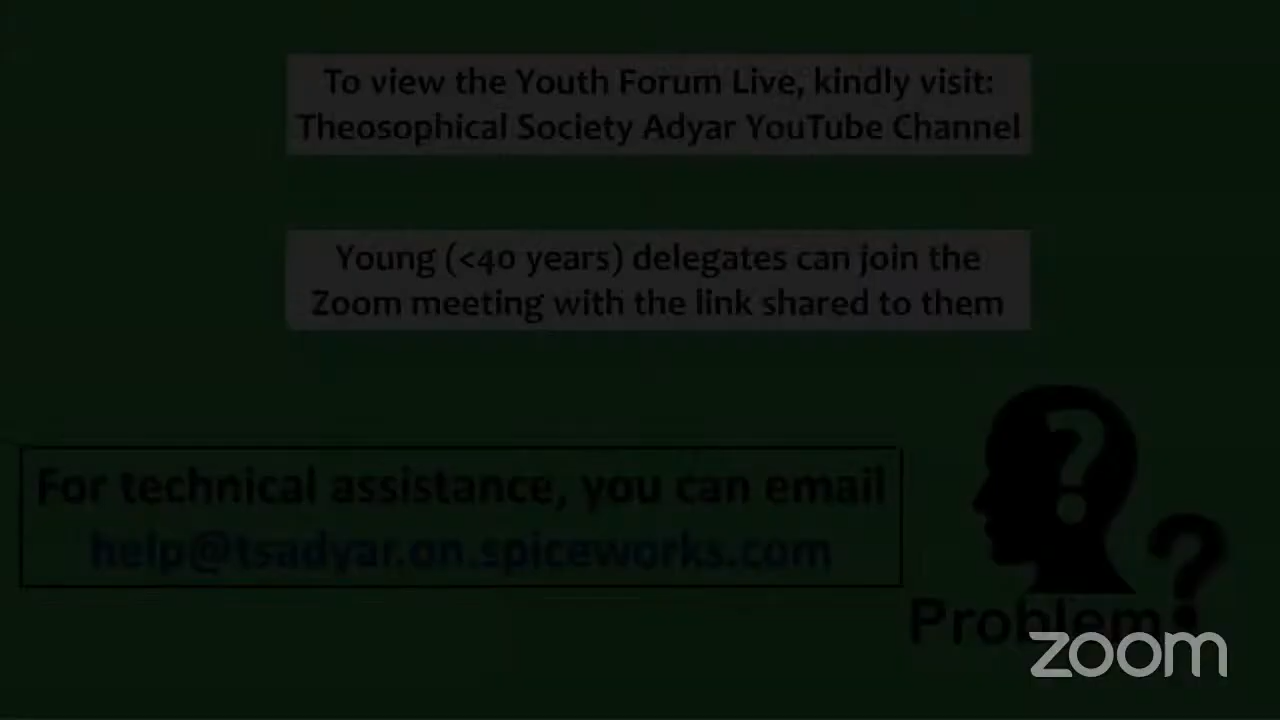 To view the Youth Forum Live, kindly visit:
Theosophical Society Adyar YouTube Channel
Young (<40 years) delegates can join the
Zoom meeting with the link shared to them
For technical assistance, you can email
help@tsadyar.on.spiceworks.com
?
?
Problem
zoom